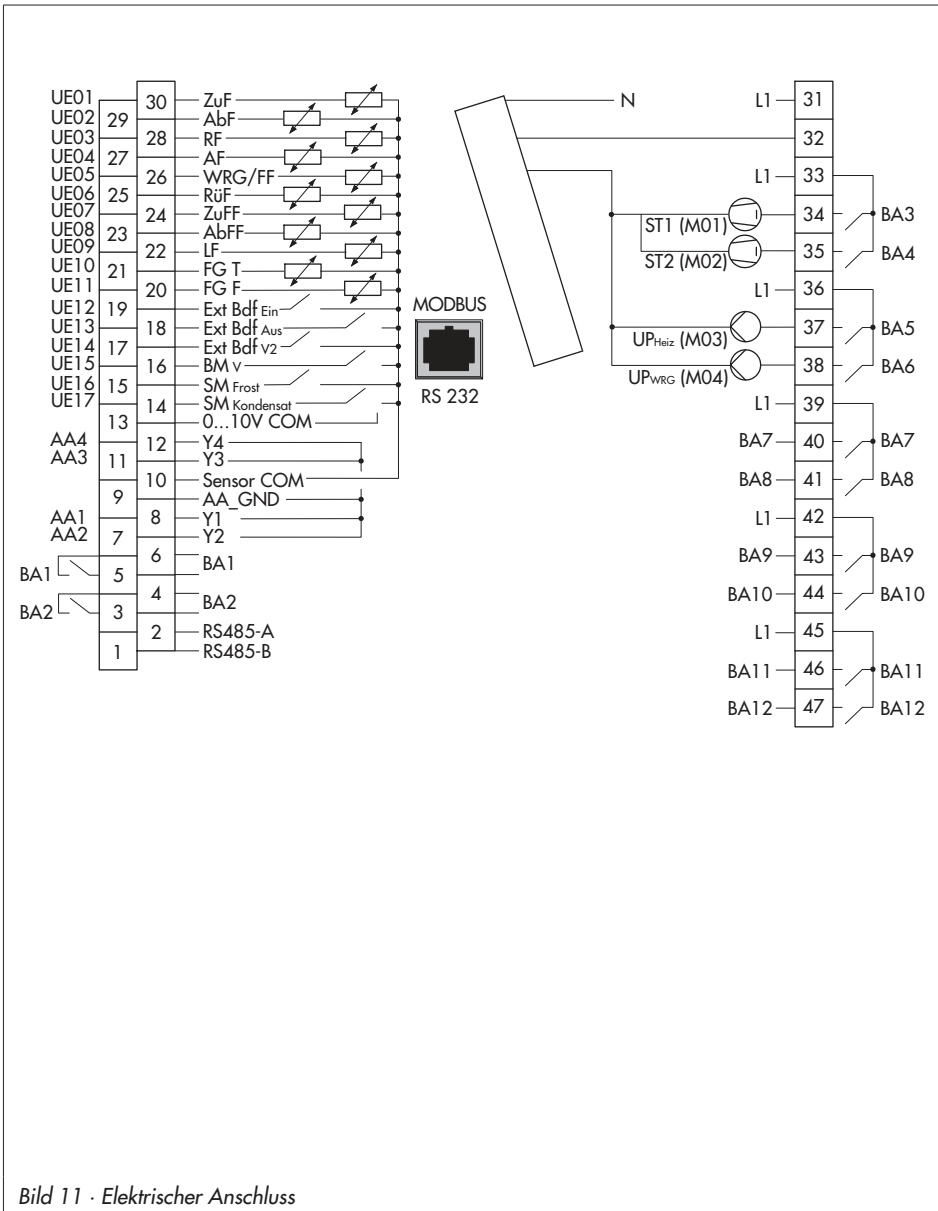 UE01 30 ZuF
UE02 29 AbF
UE03 28 RF
UE04 27 AF
UE05 26 WRG/FF
UE06 25 RüF
UE07 24 ZuFF
UE08 23 AbFF
UE09 22 LF
UE10 21 FG T
UE11 20 FG F
UE12 19 Ext Bdf Ein
UE13 18 Ext Bdf Aus
UE14 17 Ext Bdf V2
UE15 16 BM V
UE16 15 SM Frost
UE17 14 SM Kondensat
13 0...10V COM
AA4 12 Y4
AA3 11 Y3
10 Sensor COM
9 AA_GND
AA1 8 Y1
AA2 7 Y2
6 BA1
BA1 5
4 BA2
BA2 3
2 RS485-A
1 RS485-B
MODBUS
RS 232
N L1 31
32
L1 33
ST1 (M01) 34 BA3
ST2 (M02) 35 BA4
L1 36
UPHeiz (M03) 37 BA5
UPWRG (M04) 38 BA6
L1 39
BA7 40 BA7
BA8 41 BA8
L1 42
BA9 43 BA9
BA10 44 BA10
L1 45
BA11 46 BA11
BA12 47 BA12
Bild 11 · Elektrischer Anschluss